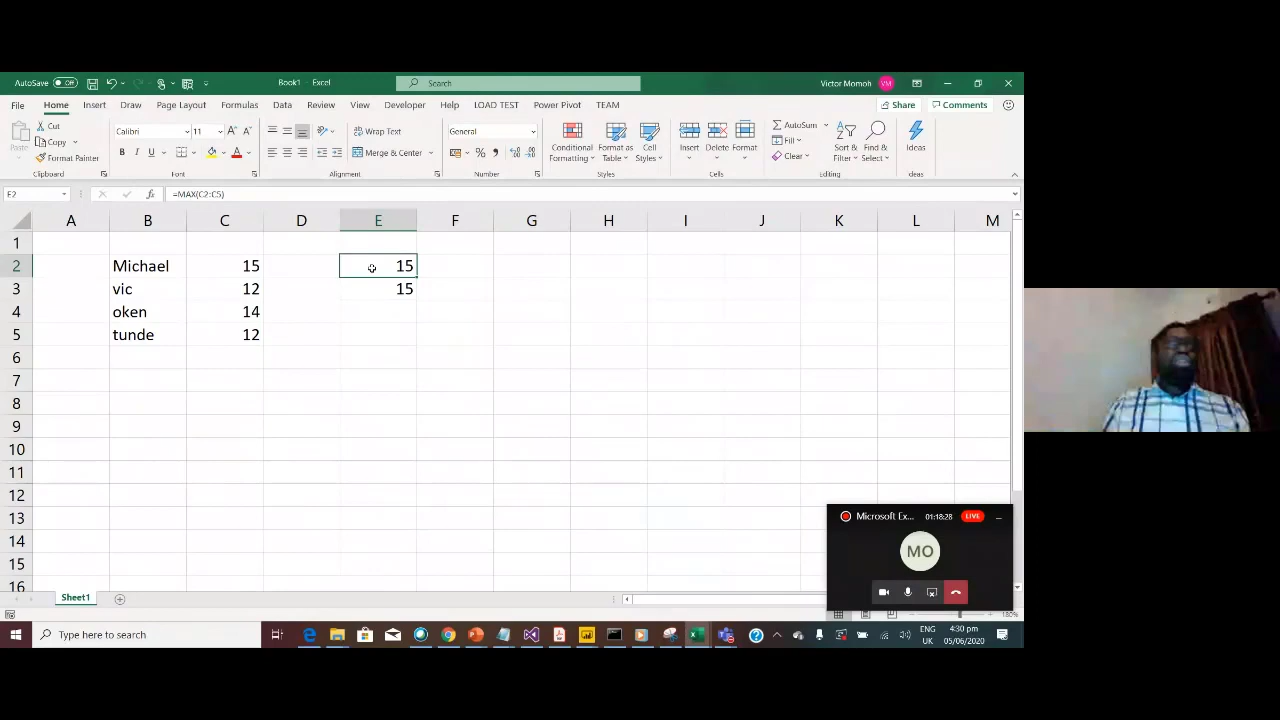 AutoSave Off Book1 - Excel Search Victor Momoh VM
File Home Insert Draw Page Layout Formulas Data Review View Developer Help LOAD TEST Power Pivot TEAM Share Comments
Paste Cut Copy Format Painter
Calibri 11 B I U A
Wrap Text Merge & Center
General % ,
Conditional Formatting Format as Table Cell Styles
Insert Delete Format
AutoSum Fill Clear Sort & Filter Find & Select
Ideas
Clipboard Font Alignment Number Styles Cells Editing Ideas
E2 fx =MAX(C2:C5)
A B C D E F G H I J K L M
1
2 Michael 15 15
3 vic 12 15
4 oken 14
5 tunde 12
6
7
8
9
10
11
12
13
14
15
16
Microsoft Ex... 01:18:28 LIVE
MO
Sheet1
180%
Type here to search
ENG UK
4:30 pm
05/06/2020